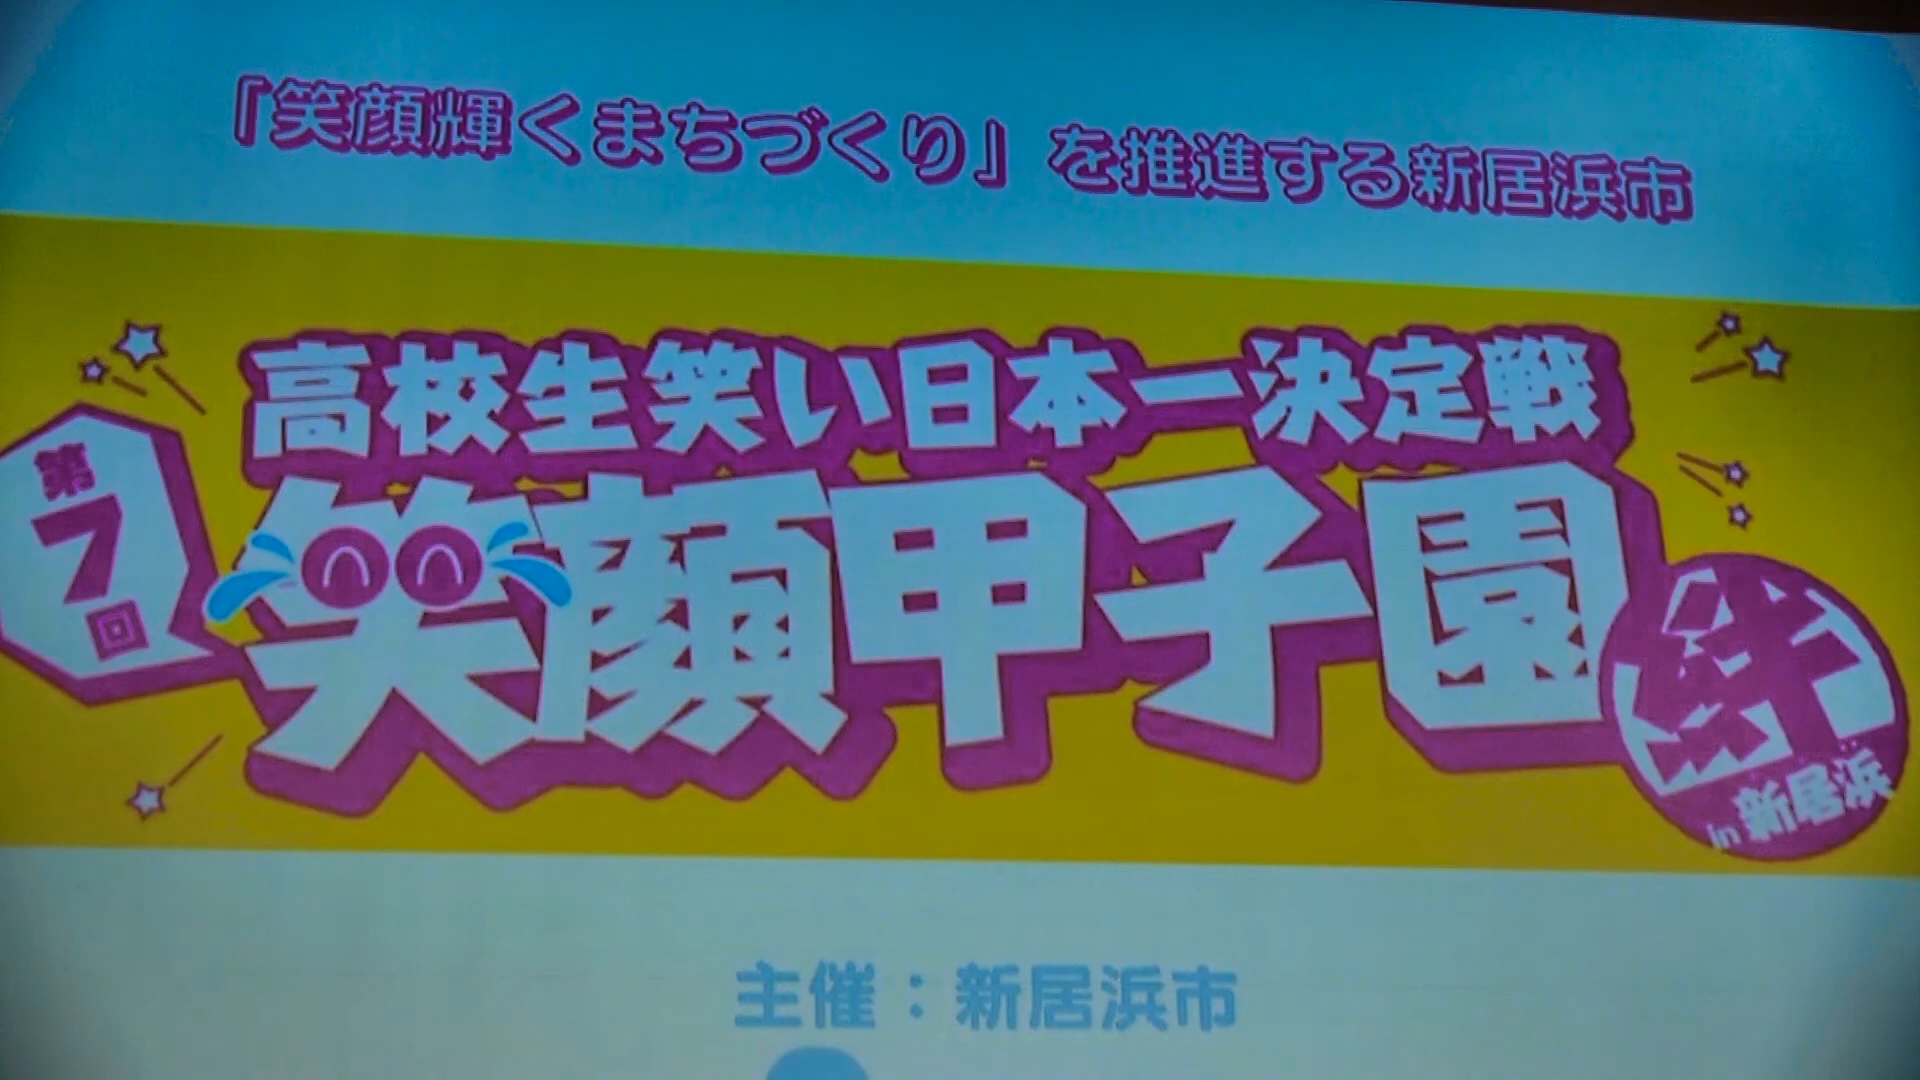 「笑顔輝くまちづくり」を推進する新居浜市
高校生笑い日本一決定戦
第7回
笑顔甲子園
絆
in 新居浜
主催：新居浜市